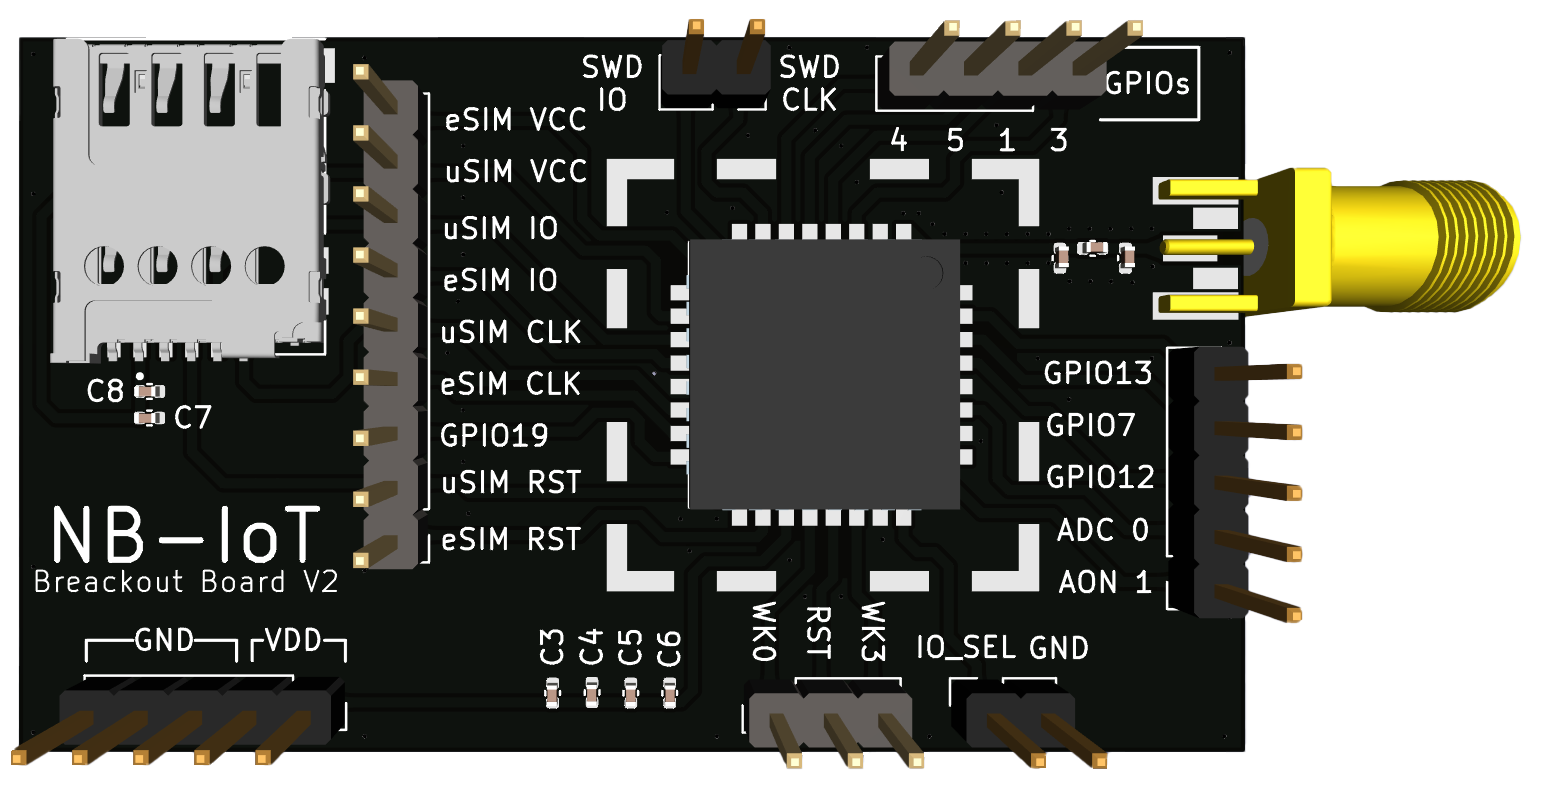 SWD
IO
SWD
CLK
GPIOs
4 5 1 3
eSIM VCC
uSIM VCC
uSIM IO
eSIM IO
uSIM CLK
eSIM CLK
GPIO19
uSIM RST
eSIM RST
C8
C7
NB-IoT
Breackout Board V2
GND
VDD
C3
C4
C5
C6
WK0
RST
WK3
IO_SEL GND
GPIO13
GPIO7
GPIO12
ADC 0
AON 1